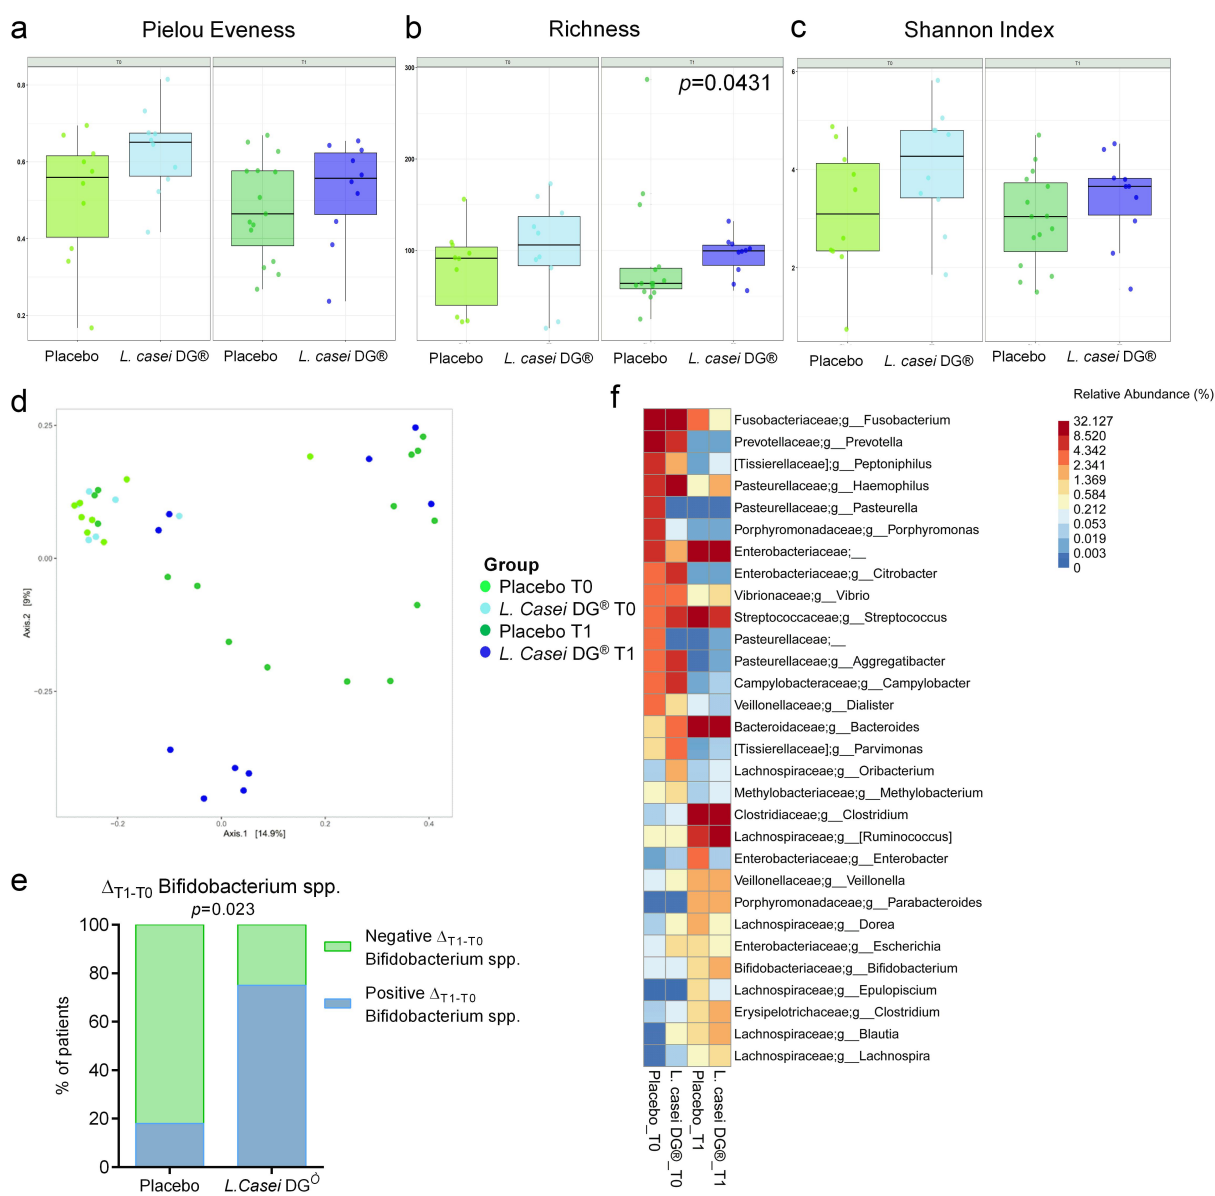 a Pielou Eveness
T0 T1
0.8
0.6
0.4
0.2
Placebo L. casei DG® Placebo L. casei DG®
b Richness
T0 T1
p=0.0431
300
200
100
Placebo L. casei DG® Placebo L. casei DG®
c Shannon Index
T0 T1
6
4
2
Placebo L. casei DG® Placebo L. casei DG®
d
0.25
0.00
−0.25
Axis.2 [9%]
−0.2 0.0 0.2 0.4
Axis.1 [14.9%]
Group
Placebo T0
L. Casei DG® T0
Placebo T1
L. Casei DG® T1
e
ΔT1-T0 Bifidobacterium spp.
p=0.023
% of patients
100
80
60
40
20
0
Placebo L.Casei DGÒ
Negative ΔT1-T0
Bifidobacterium spp.
Positive ΔT1-T0
Bifidobacterium spp.
f
Fusobacteriaceae;g__Fusobacterium
Prevotellaceae;g__Prevotella
[Tissierellaceae];g__Peptoniphilus
Pasteurellaceae;g__Haemophilus
Pasteurellaceae;g__Pasteurella
Porphyromonadaceae;g__Porphyromonas
Enterobacteriaceae;__
Enterobacteriaceae;g__Citrobacter
Vibrionaceae;g__Vibrio
Streptococcaceae;g__Streptococcus
Pasteurellaceae;__
Pasteurellaceae;g__Aggregatibacter
Campylobacteraceae;g__Campylobacter
Veillonellaceae;g__Dialister
Bacteroidaceae;g__Bacteroides
[Tissierellaceae];g__Parvimonas
Lachnospiraceae;g__Oribacterium
Methylobacteriaceae;g__Methylobacterium
Clostridiaceae;g__Clostridium
Lachnospiraceae;g__[Ruminococcus]
Enterobacteriaceae;g__Enterobacter
Veillonellaceae;g__Veillonella
Porphyromonadaceae;g__Parabacteroides
Lachnospiraceae;g__Dorea
Enterobacteriaceae;g__Escherichia
Bifidobacteriaceae;g__Bifidobacterium
Lachnospiraceae;g__Epulopiscium
Erysipelotrichaceae;g__Clostridium
Lachnospiraceae;g__Blautia
Lachnospiraceae;g__Lachnospira
Placebo_T0
L. casei DG®_T0
Placebo_T1
L. casei DG®_T1
Relative Abundance (%)
32.127
8.520
4.342
2.341
1.369
0.584
0.212
0.053
0.019
0.003
0